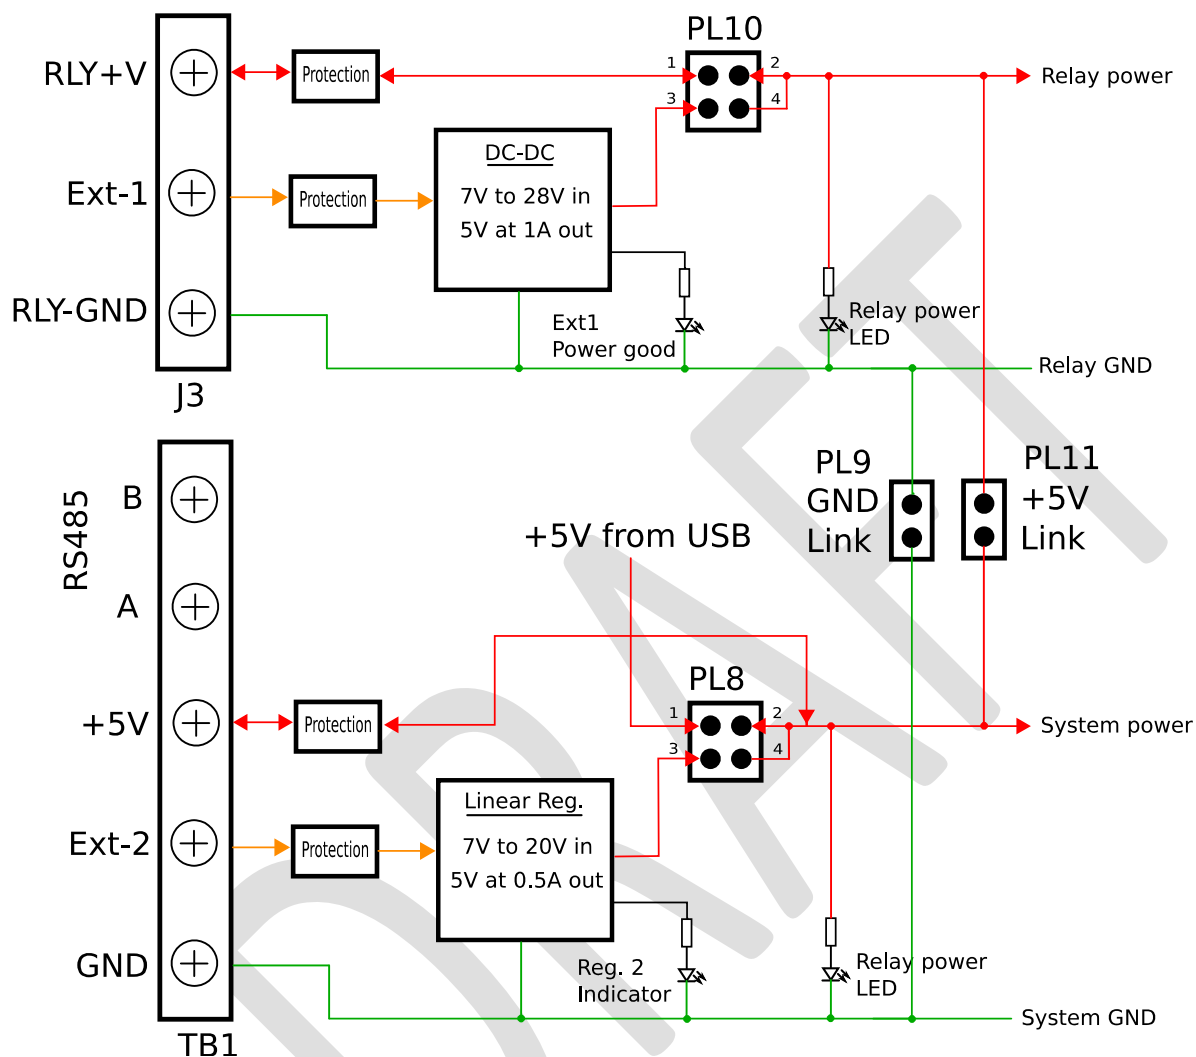 PL10
RLY+V
Protection
1
2
Relay power
3
4
DC-DC
7V to 28V in
5V at 1A out
Ext-1
Protection
RLY-GND
Ext1
Power good
Relay power
LED
Relay GND
J3
RS485
B
A
PL9
GND
Link
PL11
+5V
Link
+5V from USB
PL8
+5V
Protection
1
2
System power
3
4
Linear Reg.
7V to 20V in
5V at 0.5A out
Ext-2
Protection
GND
Reg. 2
Indicator
Relay power
LED
System GND
TB1
DRAFT